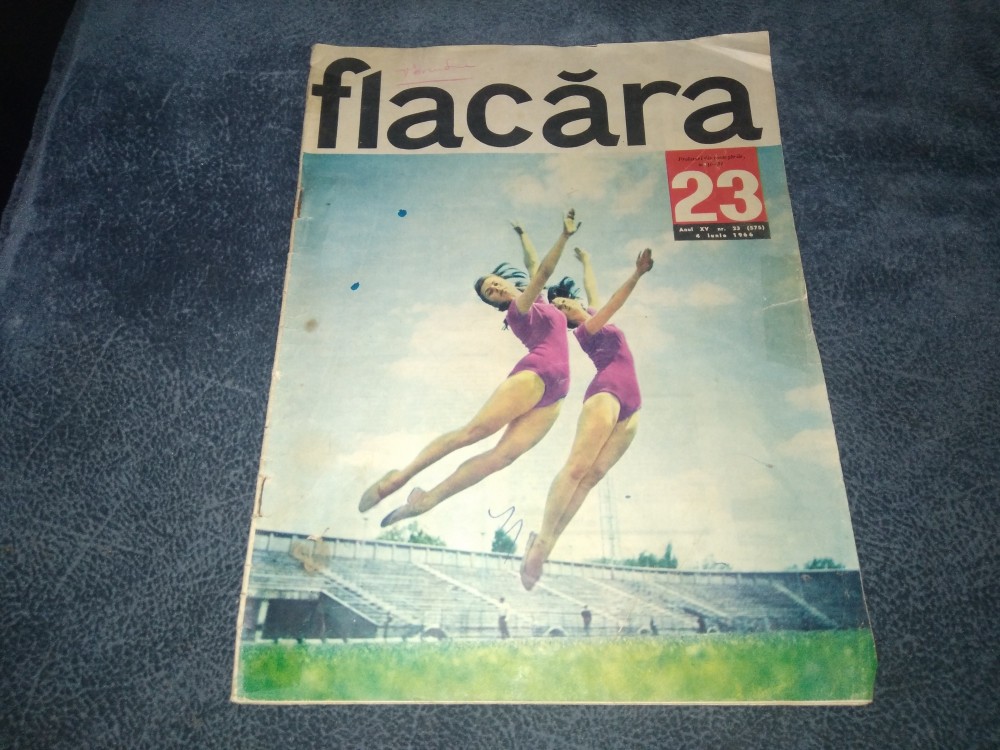 flacăra
23
Anul XV nr. 23 (575)
4 iunie 1966